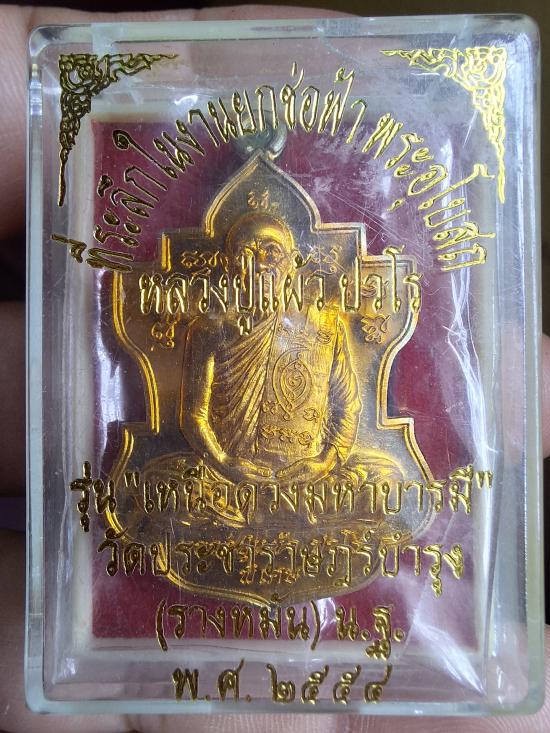 ที่ระลึกในงานยกช่อฟ้า พระอุโบสถ
หลวงปู่แผ้ว ปวโร
รุ่น "เหนือดวงมหาบารมี"
วัดประชาราษฎร์บำรุง
(รางหมัน) น.ฐ.
พ.ศ. ๒๕๕๔